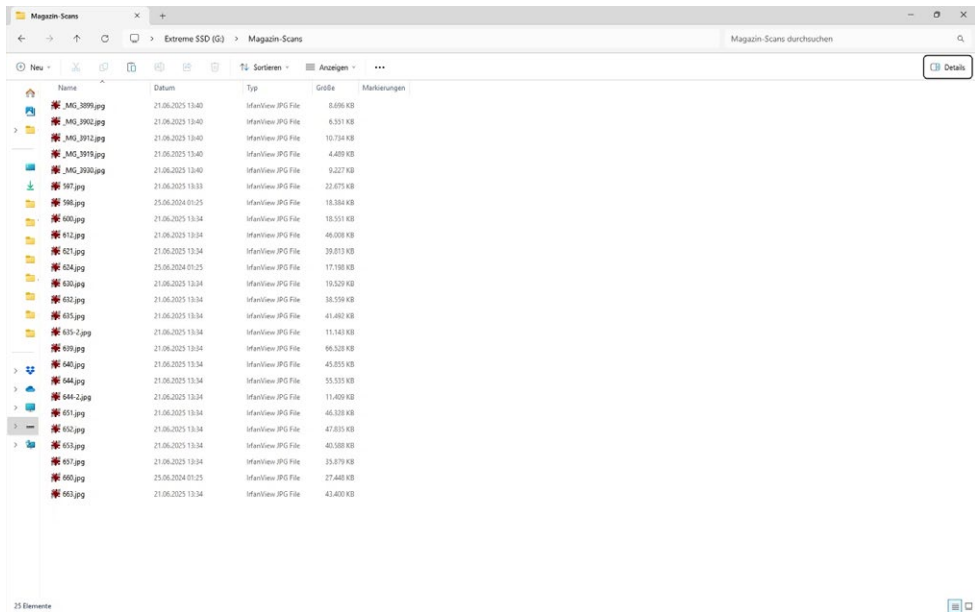 Magazin-Scans
Extreme SSD (G:) > Magazin-Scans
Magazin-Scans durchsuchen
Neu Sortieren Anzeigen ... Details
Name Datum Typ Größe Markierungen
_MG_3899.jpg 21.06.2025 13:40 IrfanView JPG File 8.696 KB
_MG_3902.jpg 21.06.2025 13:40 IrfanView JPG File 6.551 KB
_MG_3912.jpg 21.06.2025 13:40 IrfanView JPG File 10.734 KB
_MG_3919.jpg 21.06.2025 13:40 IrfanView JPG File 4.489 KB
_MG_3930.jpg 21.06.2025 13:40 IrfanView JPG File 9.227 KB
597.jpg 21.06.2025 13:33 IrfanView JPG File 22.675 KB
598.jpg 25.06.2024 01:25 IrfanView JPG File 18.384 KB
600.jpg 21.06.2025 13:34 IrfanView JPG File 18.551 KB
612.jpg 21.06.2025 13:34 IrfanView JPG File 46.008 KB
621.jpg 21.06.2025 13:34 IrfanView JPG File 39.813 KB
624.jpg 25.06.2024 01:25 IrfanView JPG File 17.198 KB
630.jpg 21.06.2025 13:34 IrfanView JPG File 19.529 KB
632.jpg 21.06.2025 13:34 IrfanView JPG File 38.559 KB
635.jpg 21.06.2025 13:34 IrfanView JPG File 41.492 KB
635-2.jpg 21.06.2025 13:34 IrfanView JPG File 11.143 KB
639.jpg 21.06.2025 13:34 IrfanView JPG File 66.528 KB
640.jpg 21.06.2025 13:34 IrfanView JPG File 45.855 KB
644.jpg 21.06.2025 13:34 IrfanView JPG File 55.535 KB
644-2.jpg 21.06.2025 13:34 IrfanView JPG File 11.409 KB
651.jpg 21.06.2025 13:34 IrfanView JPG File 46.328 KB
652.jpg 21.06.2025 13:34 IrfanView JPG File 47.835 KB
653.jpg 21.06.2025 13:34 IrfanView JPG File 40.588 KB
657.jpg 21.06.2025 13:34 IrfanView JPG File 35.879 KB
660.jpg 25.06.2024 01:25 IrfanView JPG File 27.448 KB
663.jpg 21.06.2025 13:34 IrfanView JPG File 43.400 KB
25 Elemente